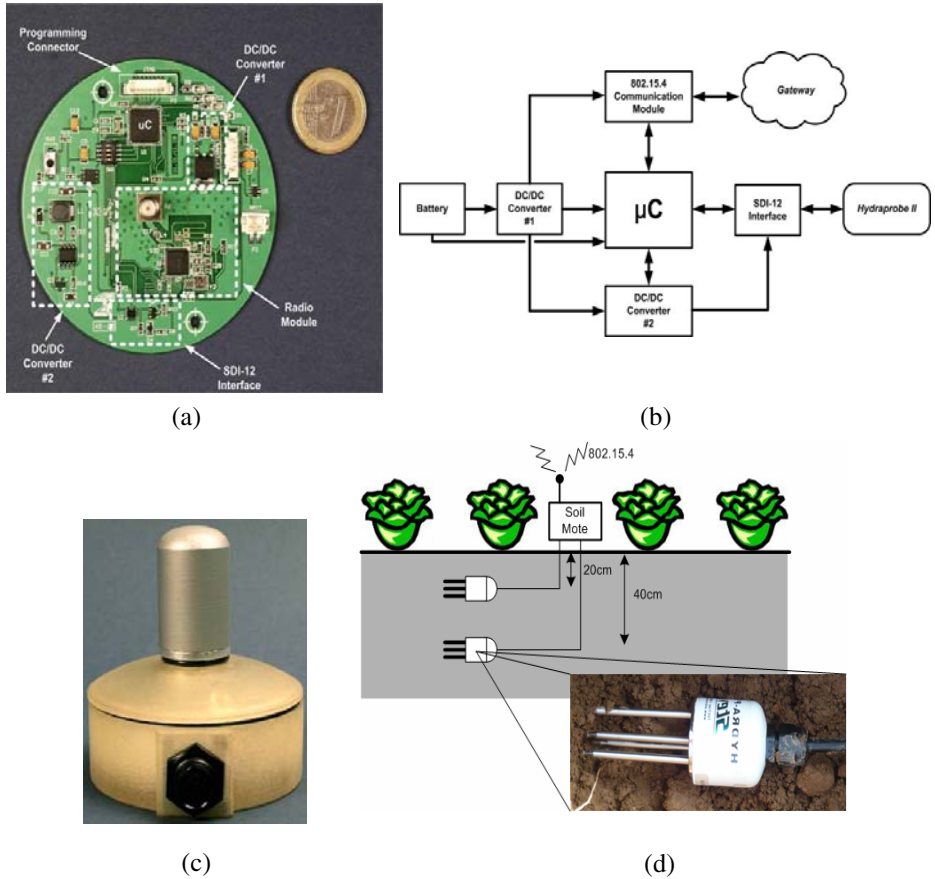 Programming
Connector
DC/DC
Converter
#1
uC
Radio
Module
DC/DC
Converter
#2
SDI-12
Interface
(a)
802.15.4
Communication
Module
Gateway
Battery
DC/DC
Converter
#1
µC
SDI-12
Interface
Hydraprobe II
DC/DC
Converter
#2
(b)
(c)
802.15.4
Soil
Mote
20cm
40cm
HYDRA-
(d)